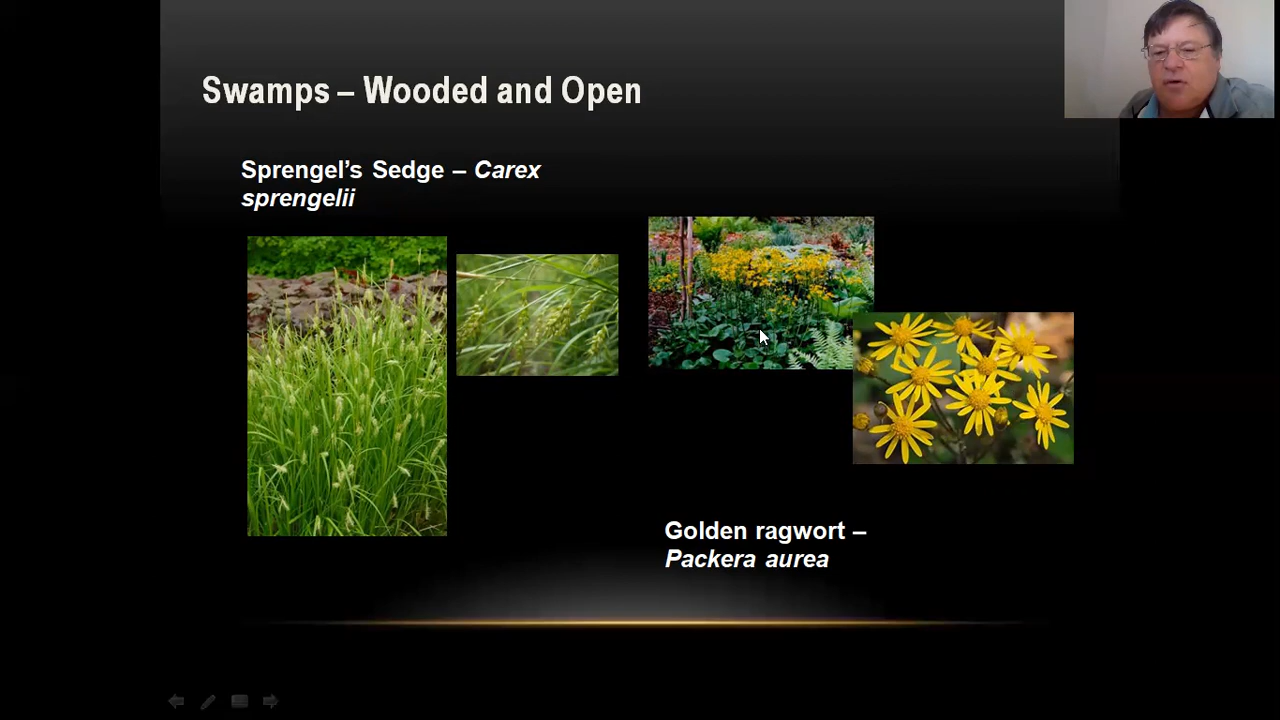 Swamps – Wooded and Open
Sprengel's Sedge – Carex
sprengelii
Golden ragwort –
Packera aurea